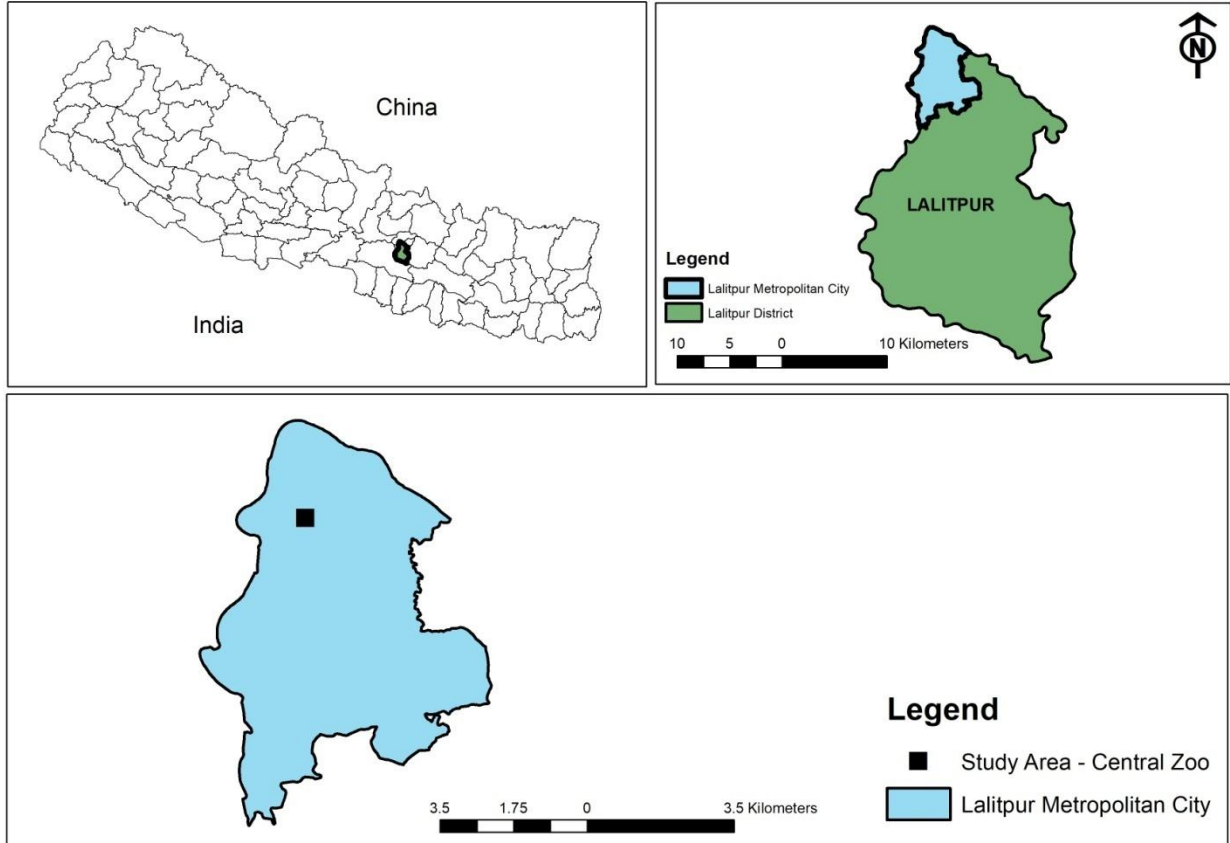 China
India
N
LALITPUR
Legend
Lalitpur Metropolitan City
Lalitpur District
10 5 0 10 Kilometers
Legend
Study Area - Central Zoo
Lalitpur Metropolitan City
3.5 1.75 0 3.5 Kilometers